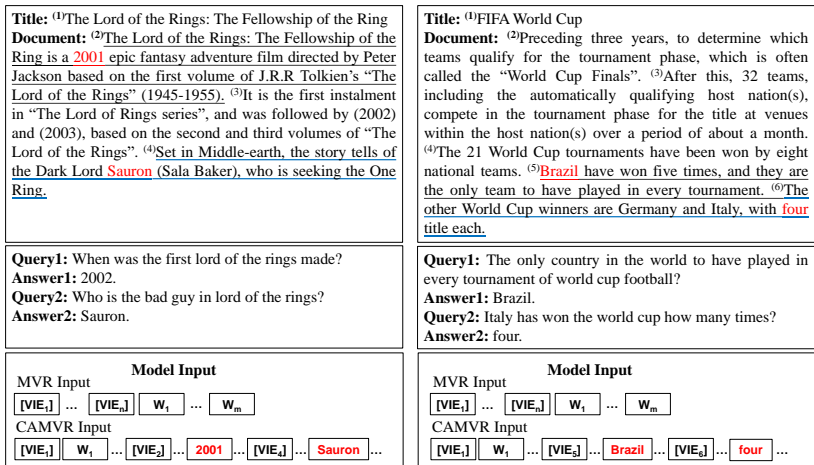 Title: (1)The Lord of the Rings: The Fellowship of the Ring
Document: (2)The Lord of the Rings: The Fellowship of the
Ring is a 2001 epic fantasy adventure film directed by Peter
Jackson based on the first volume of J.R.R Tolkien's “The
Lord of the Rings” (1945-1955). (3)It is the first instalment
in “The Lord of Rings series”, and was followed by (2002)
and (2003), based on the second and third volumes of “The
Lord of the Rings”. (4)Set in Middle-earth, the story tells of
the Dark Lord Sauron (Sala Baker), who is seeking the One
Ring.
Query1: When was the first lord of the rings made?
Answer1: 2002.
Query2: Who is the bad guy in lord of the rings?
Answer2: Sauron.
Model Input
MVR Input
[VIE1] ... [VIEn] W1 ... Wm
CAMVR Input
[VIE1] W1 ... [VIE2] ... 2001 ... [VIE4] ... Sauron ...
Title: (1)FIFA World Cup
Document: (2)Preceding three years, to determine which
teams qualify for the tournament phase, which is often
called the “World Cup Finals”. (3)After this, 32 teams,
including the automatically qualifying host nation(s),
compete in the tournament phase for the title at venues
within the host nation(s) over a period of about a month.
(4)The 21 World Cup tournaments have been won by eight
national teams. (5)Brazil have won five times, and they are
the only team to have played in every tournament. (6)The
other World Cup winners are Germany and Italy, with four
title each.
Query1: The only country in the world to have played in
every tournament of world cup football?
Answer1: Brazil.
Query2: Italy has won the world cup how many times?
Answer2: four.
Model Input
MVR Input
[VIE1] ... [VIEn] W1 ... Wm
CAMVR Input
[VIE1] W1 ... [VIE5] ... Brazil ... [VIE6] ... four ...